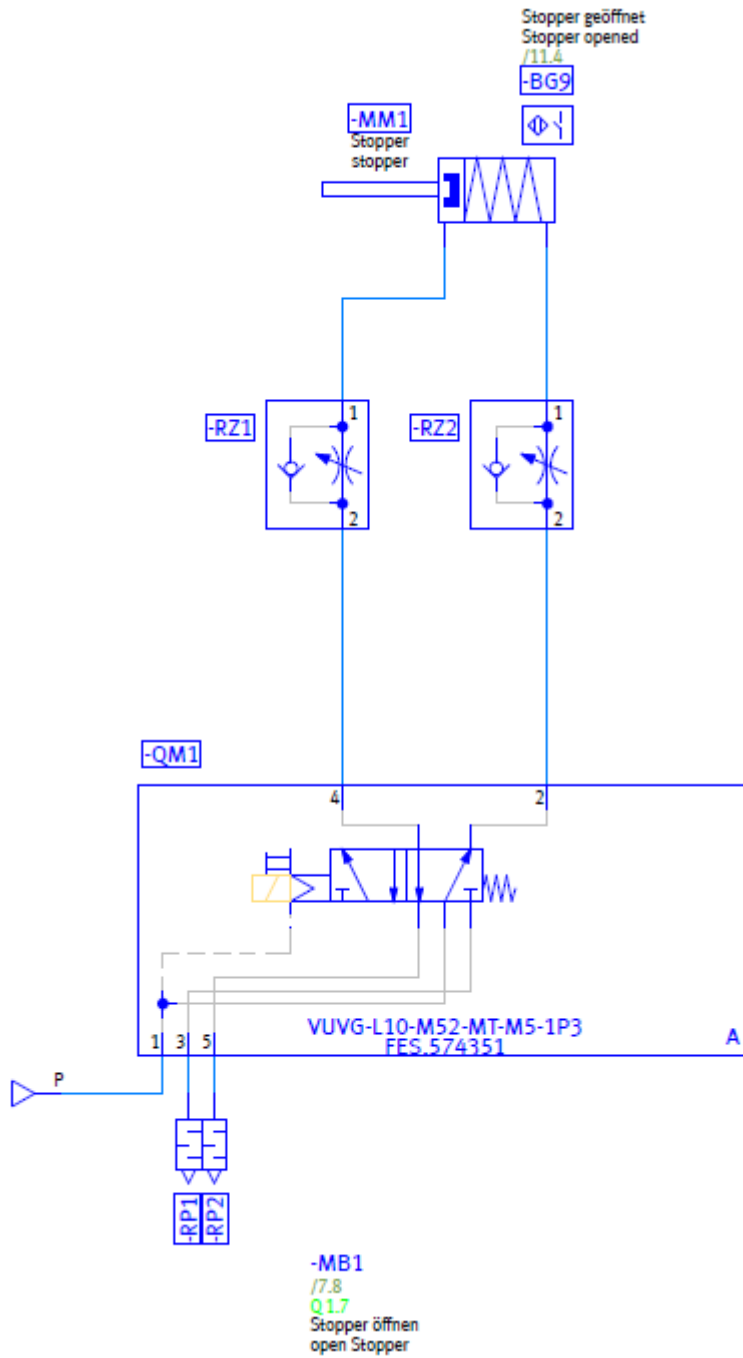 Stopper geöffnet
Stopper opened
/11.4
-BG9
-MM1
Stopper
stopper
1
1
-RZ1
-RZ2
2
2
-QM1
4
2
VUVG-L10-M52-MT-M5-1P3
FES.574351
A
1 3 5
P
-RP1
-RP2
-MB1
/7.8
Q1.7
Stopper öffnen
open Stopper